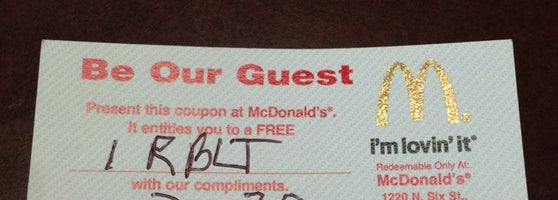 Be Our Guest
Present this coupon at McDonald's®.
It entitles you to a FREE
1 RBLT
with our compliments.
i'm lovin' it®
Redeemable Only At:
McDonald's®
1220 N. Six St.,